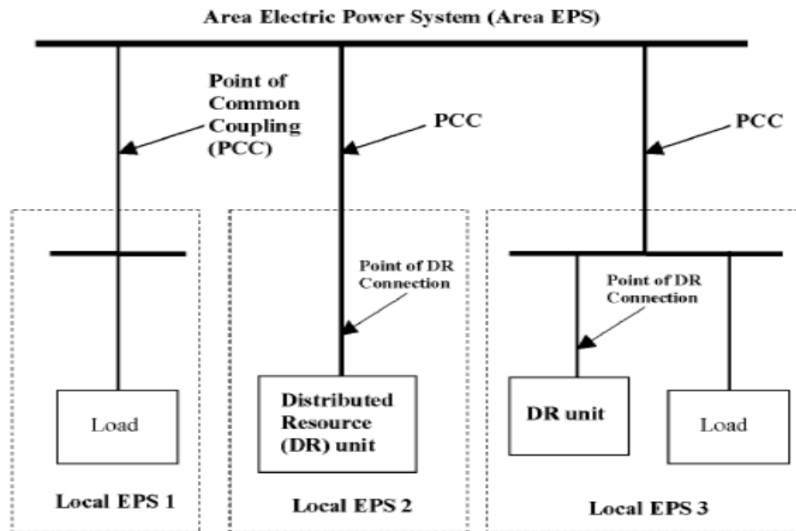 Area Electric Power System (Area EPS)
Point of
Common
Coupling
(PCC)
PCC
PCC
Point of DR
Connection
Point of DR
Connection
Load
Distributed
Resource
(DR) unit
DR unit
Load
Local EPS 1
Local EPS 2
Local EPS 3